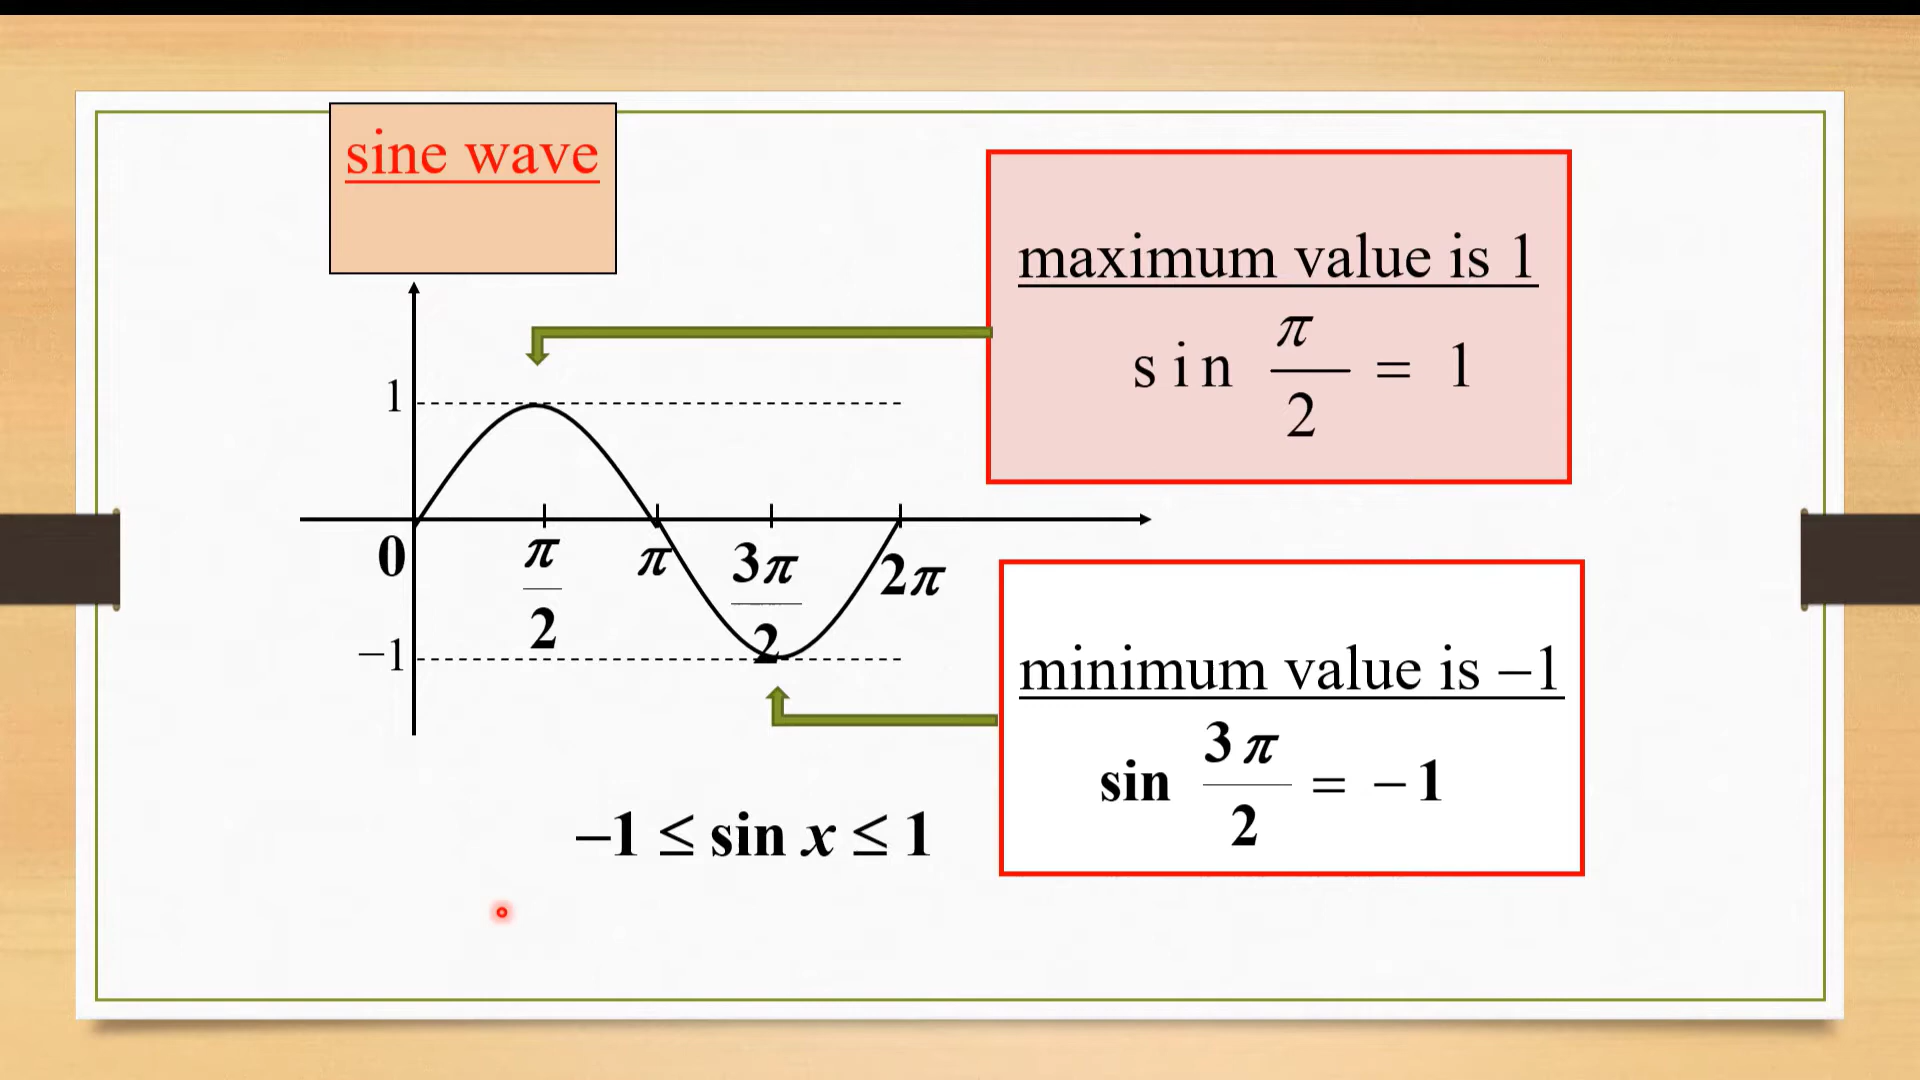 sine wave
maximum value is 1
sin π/2 = 1
1
0
π/2
π
3π/2
2π
−1
minimum value is −1
sin 3π/2 = −1
−1 ≤ sin x ≤ 1